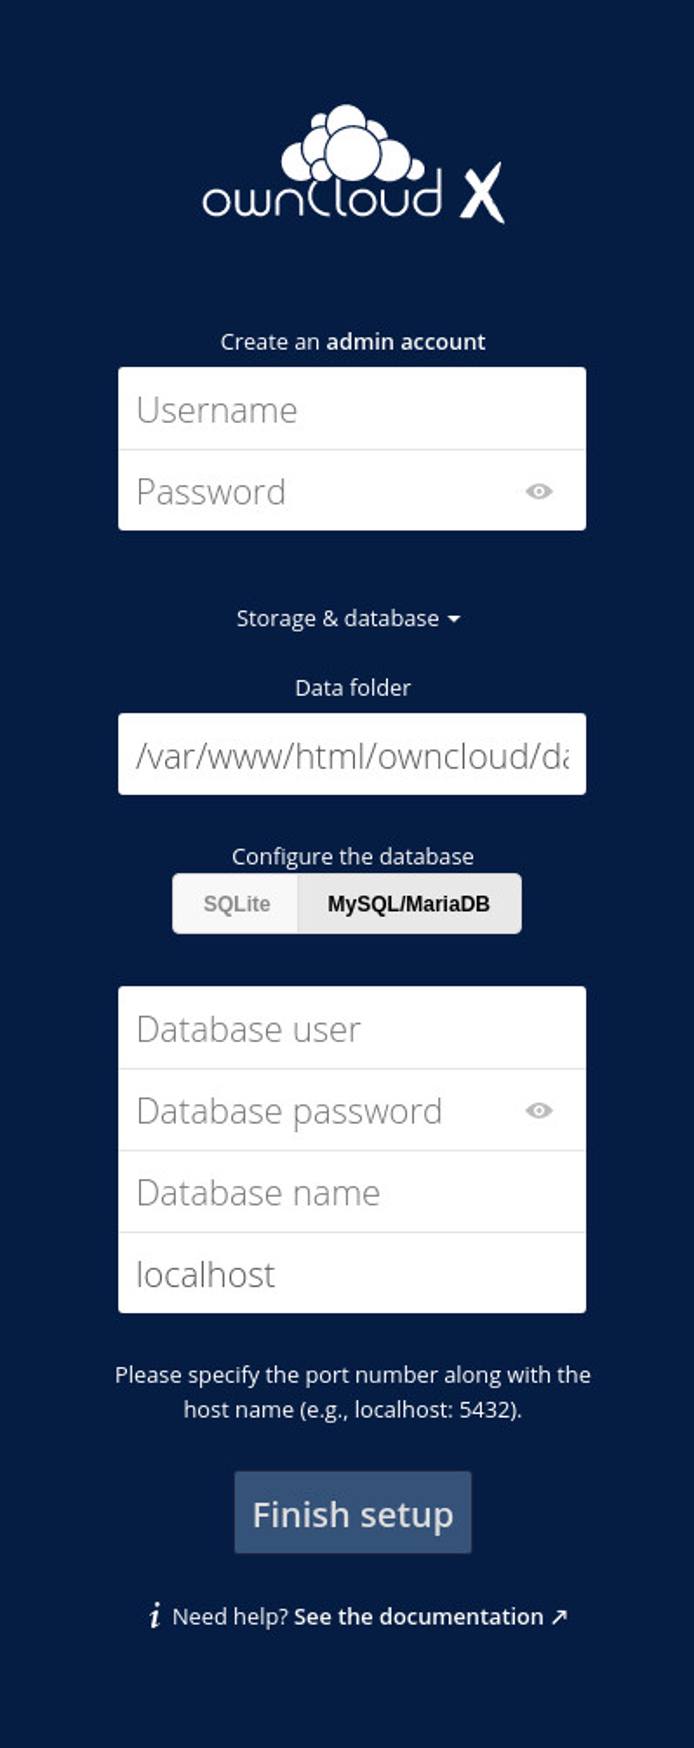 ownCloud X
Create an admin account
Username
Password
Storage & database
Data folder
/var/www/html/owncloud/da
Configure the database
SQLite MySQL/MariaDB
Database user
Database password
Database name
localhost
Please specify the port number along with the
host name (e.g., localhost: 5432).
Finish setup
i Need help? See the documentation ↗